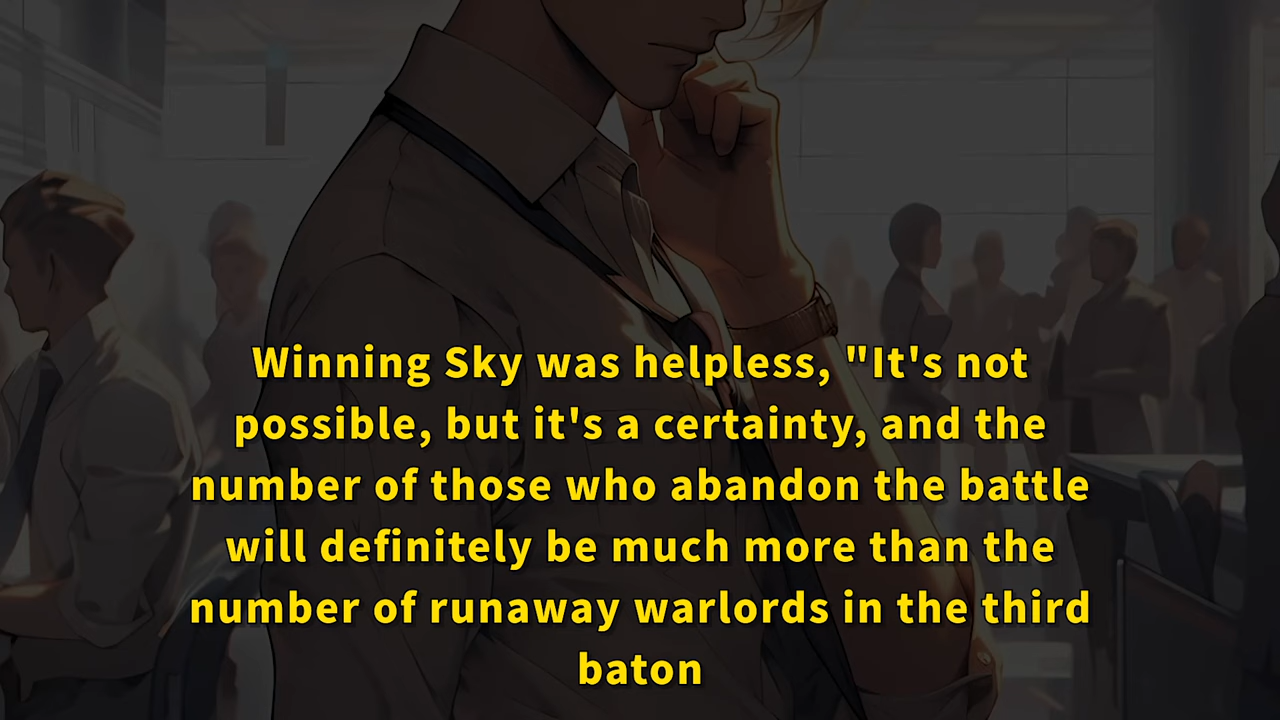 Winning Sky was helpless, "It's not
possible, but it's a certainty, and the
number of those who abandon the battle
will definitely be much more than the
number of runaway warlords in the third
baton